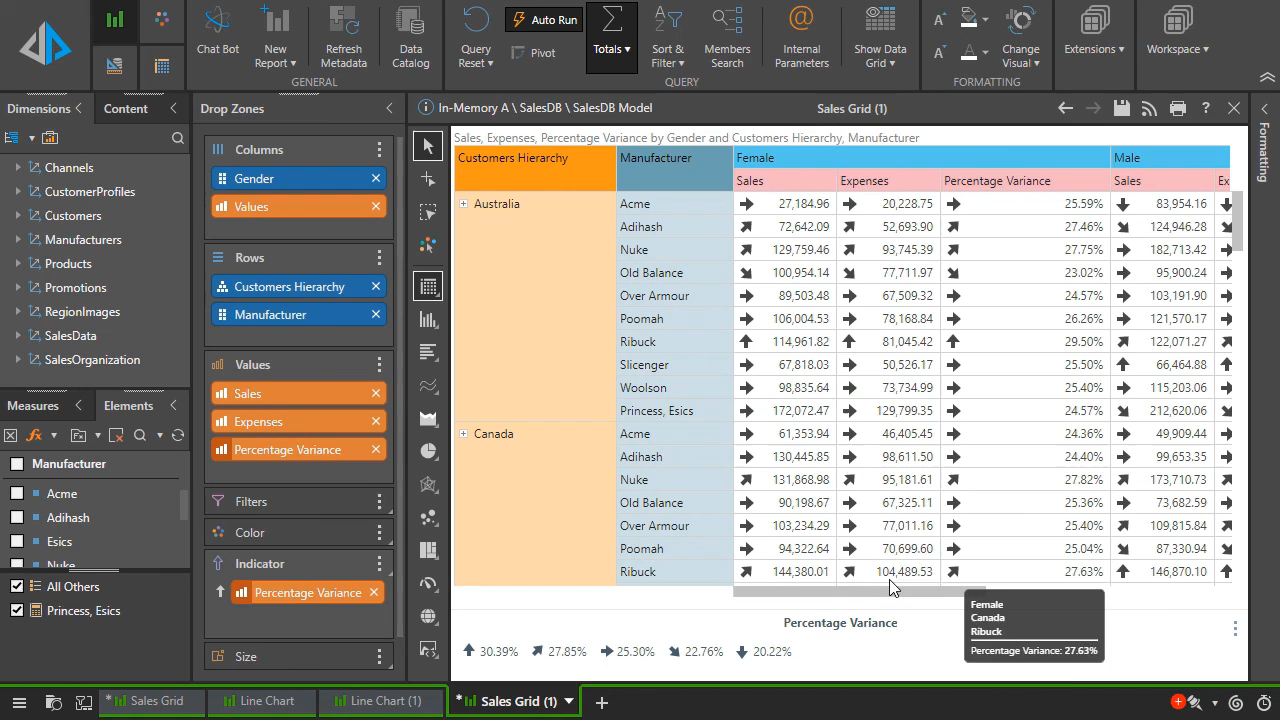 Chat Bot
New Report
Refresh Metadata
Data Catalog
GENERAL
Query Reset
Auto Run
Pivot
Totals
Sort & Filter
Members Search
QUERY
Internal Parameters
Show Data Grid
A
A
A
Change Visual
FORMATTING
Extensions
Workspace
Dimensions
Content
Drop Zones
In-Memory A \ SalesDB \ SalesDB Model
Sales Grid (1)
Formatting
Channels
CustomerProfiles
Customers
Manufacturers
Products
Promotions
RegionImages
SalesData
SalesOrganization
Measures
Elements
Manufacturer
Acme
Adihash
Esics
Nuke
All Others
Princess, Esics
Columns
Gender
Values
Rows
Customers Hierarchy
Manufacturer
Values
Sales
Expenses
Percentage Variance
Filters
Color
Indicator
Percentage Variance
Size
Sales, Expenses, Percentage Variance by Gender and Customers Hierarchy, Manufacturer
Customers Hierarchy Manufacturer Female Male
Sales Expenses Percentage Variance Sales Ex
Australia Acme 27,184.96 20,228.75 25.59% 83,954.16
Adihash 72,642.09 52,693.90 27.46% 124,946.28
Nuke 129,759.46 93,745.39 27.75% 182,713.42
Old Balance 100,954.14 77,711.97 23.02% 95,900.24
Over Armour 89,503.48 67,509.32 24.57% 103,191.90
Poomah 106,004.53 78,168.84 26.26% 121,570.17
Ribuck 114,961.82 81,045.42 29.50% 122,071.27
Slicenger 67,818.03 50,526.17 25.50% 66,464.88
Woolson 98,835.64 73,734.99 25.40% 115,203.06
Princess, Esics 172,072.47 129,799.35 24.57% 212,620.06
Canada Acme 61,353.94 46,405.45 24.36% 49,909.44
Adihash 130,445.85 98,611.50 24.40% 99,653.35
Nuke 131,868.98 95,181.61 27.82% 173,710.73
Old Balance 90,198.67 67,325.11 25.36% 73,682.59
Over Armour 103,234.29 77,011.16 25.40% 109,815.84
Poomah 94,322.64 70,699.60 25.04% 87,330.94
Ribuck 144,380.01 104,489.53 27.63% 146,870.10
Female
Canada
Ribuck
Percentage Variance: 27.63%
Percentage Variance
30.39% 27.85% 25.30% 22.76% 20.22%
Sales Grid
Line Chart
Line Chart (1)
Sales Grid (1)